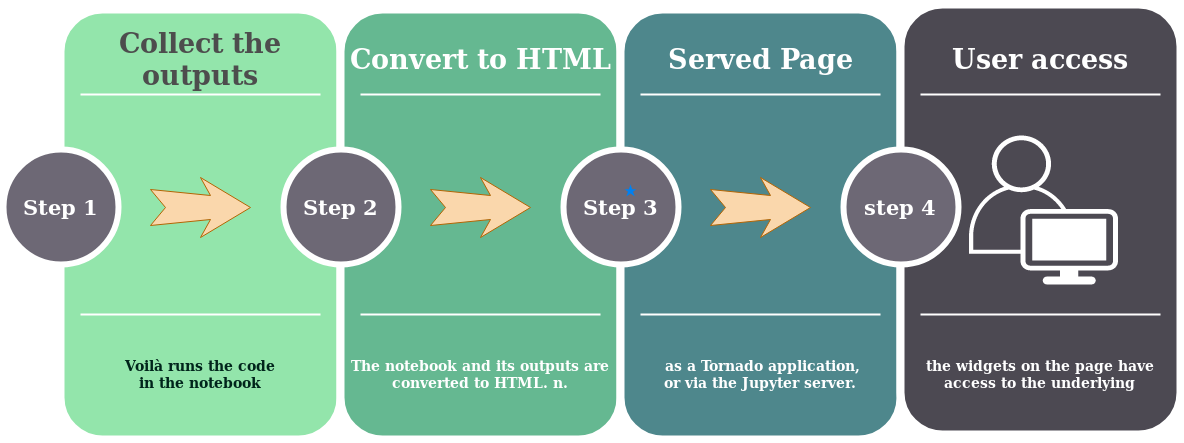 Collect the
outputs
Convert to HTML
Served Page
User access
Step 1
Step 2
Step 3
step 4
Voilà runs the code
in the notebook
The notebook and its outputs are
converted to HTML. n.
as a Tornado application,
or via the Jupyter server.
the widgets on the page have
access to the underlying